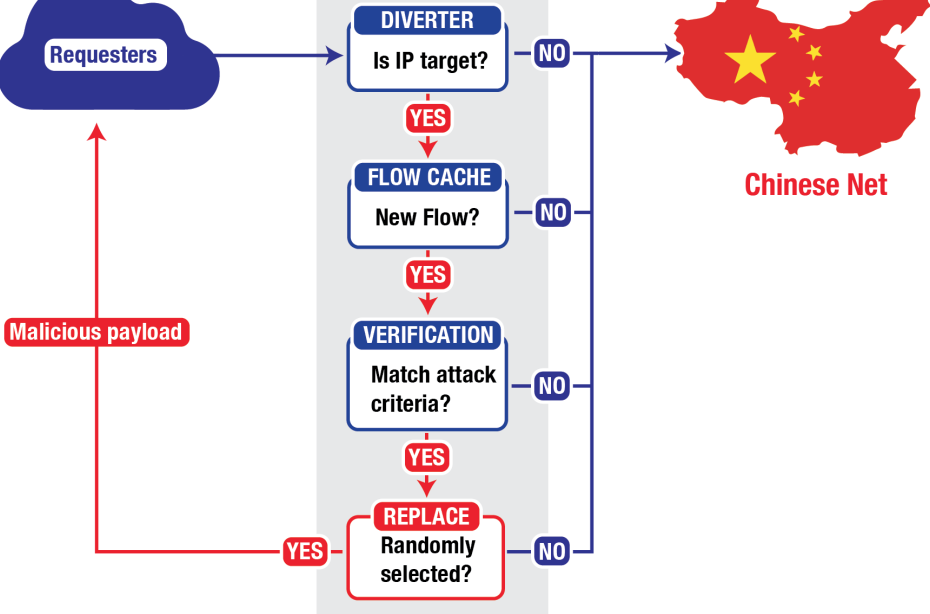 Requesters
DIVERTER
Is IP target?
NO
YES
Chinese Net
FLOW CACHE
New Flow?
NO
YES
Malicious payload
VERIFICATION
Match attack
criteria?
NO
YES
REPLACE
Randomly
selected?
YES
NO